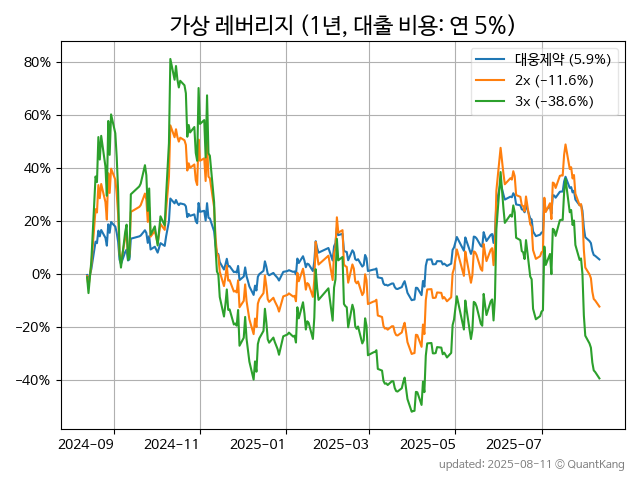 가상 레버리지 (1년, 대출 비용: 연 5%)
대웅제약 (5.9%)
2x (−11.6%)
3x (−38.6%)
80%
60%
40%
20%
0%
−20%
−40%
2024-09
2024-11
2025-01
2025-03
2025-05
2025-07
updated: 2025-08-11 © QuantKang